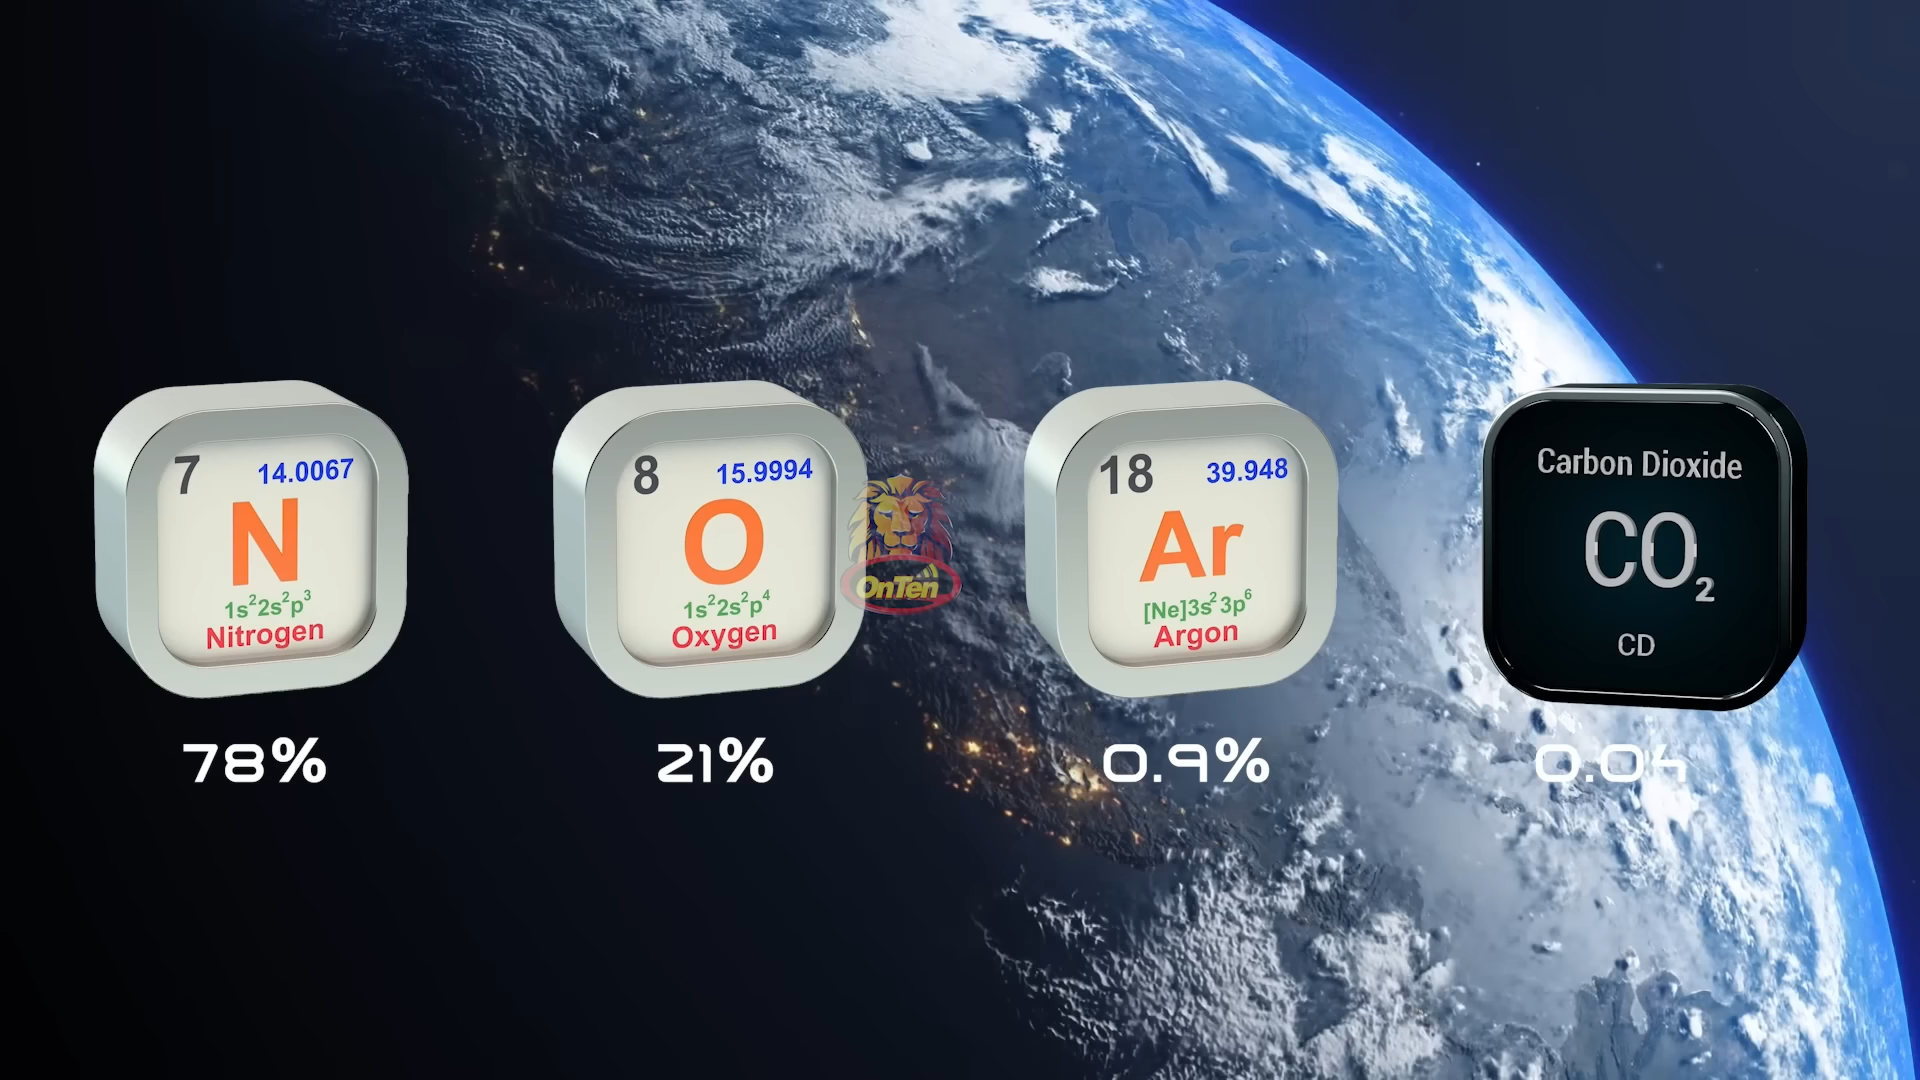 7 14.0067
N
1s²2s²p³
Nitrogen
78%
8 15.9994
O
1s²2s²p⁴
Oxygen
21%
OnTen
18 39.948
Ar
[Ne]3s²3p⁶
Argon
0.9%
Carbon Dioxide
CO₂
CD
0.04